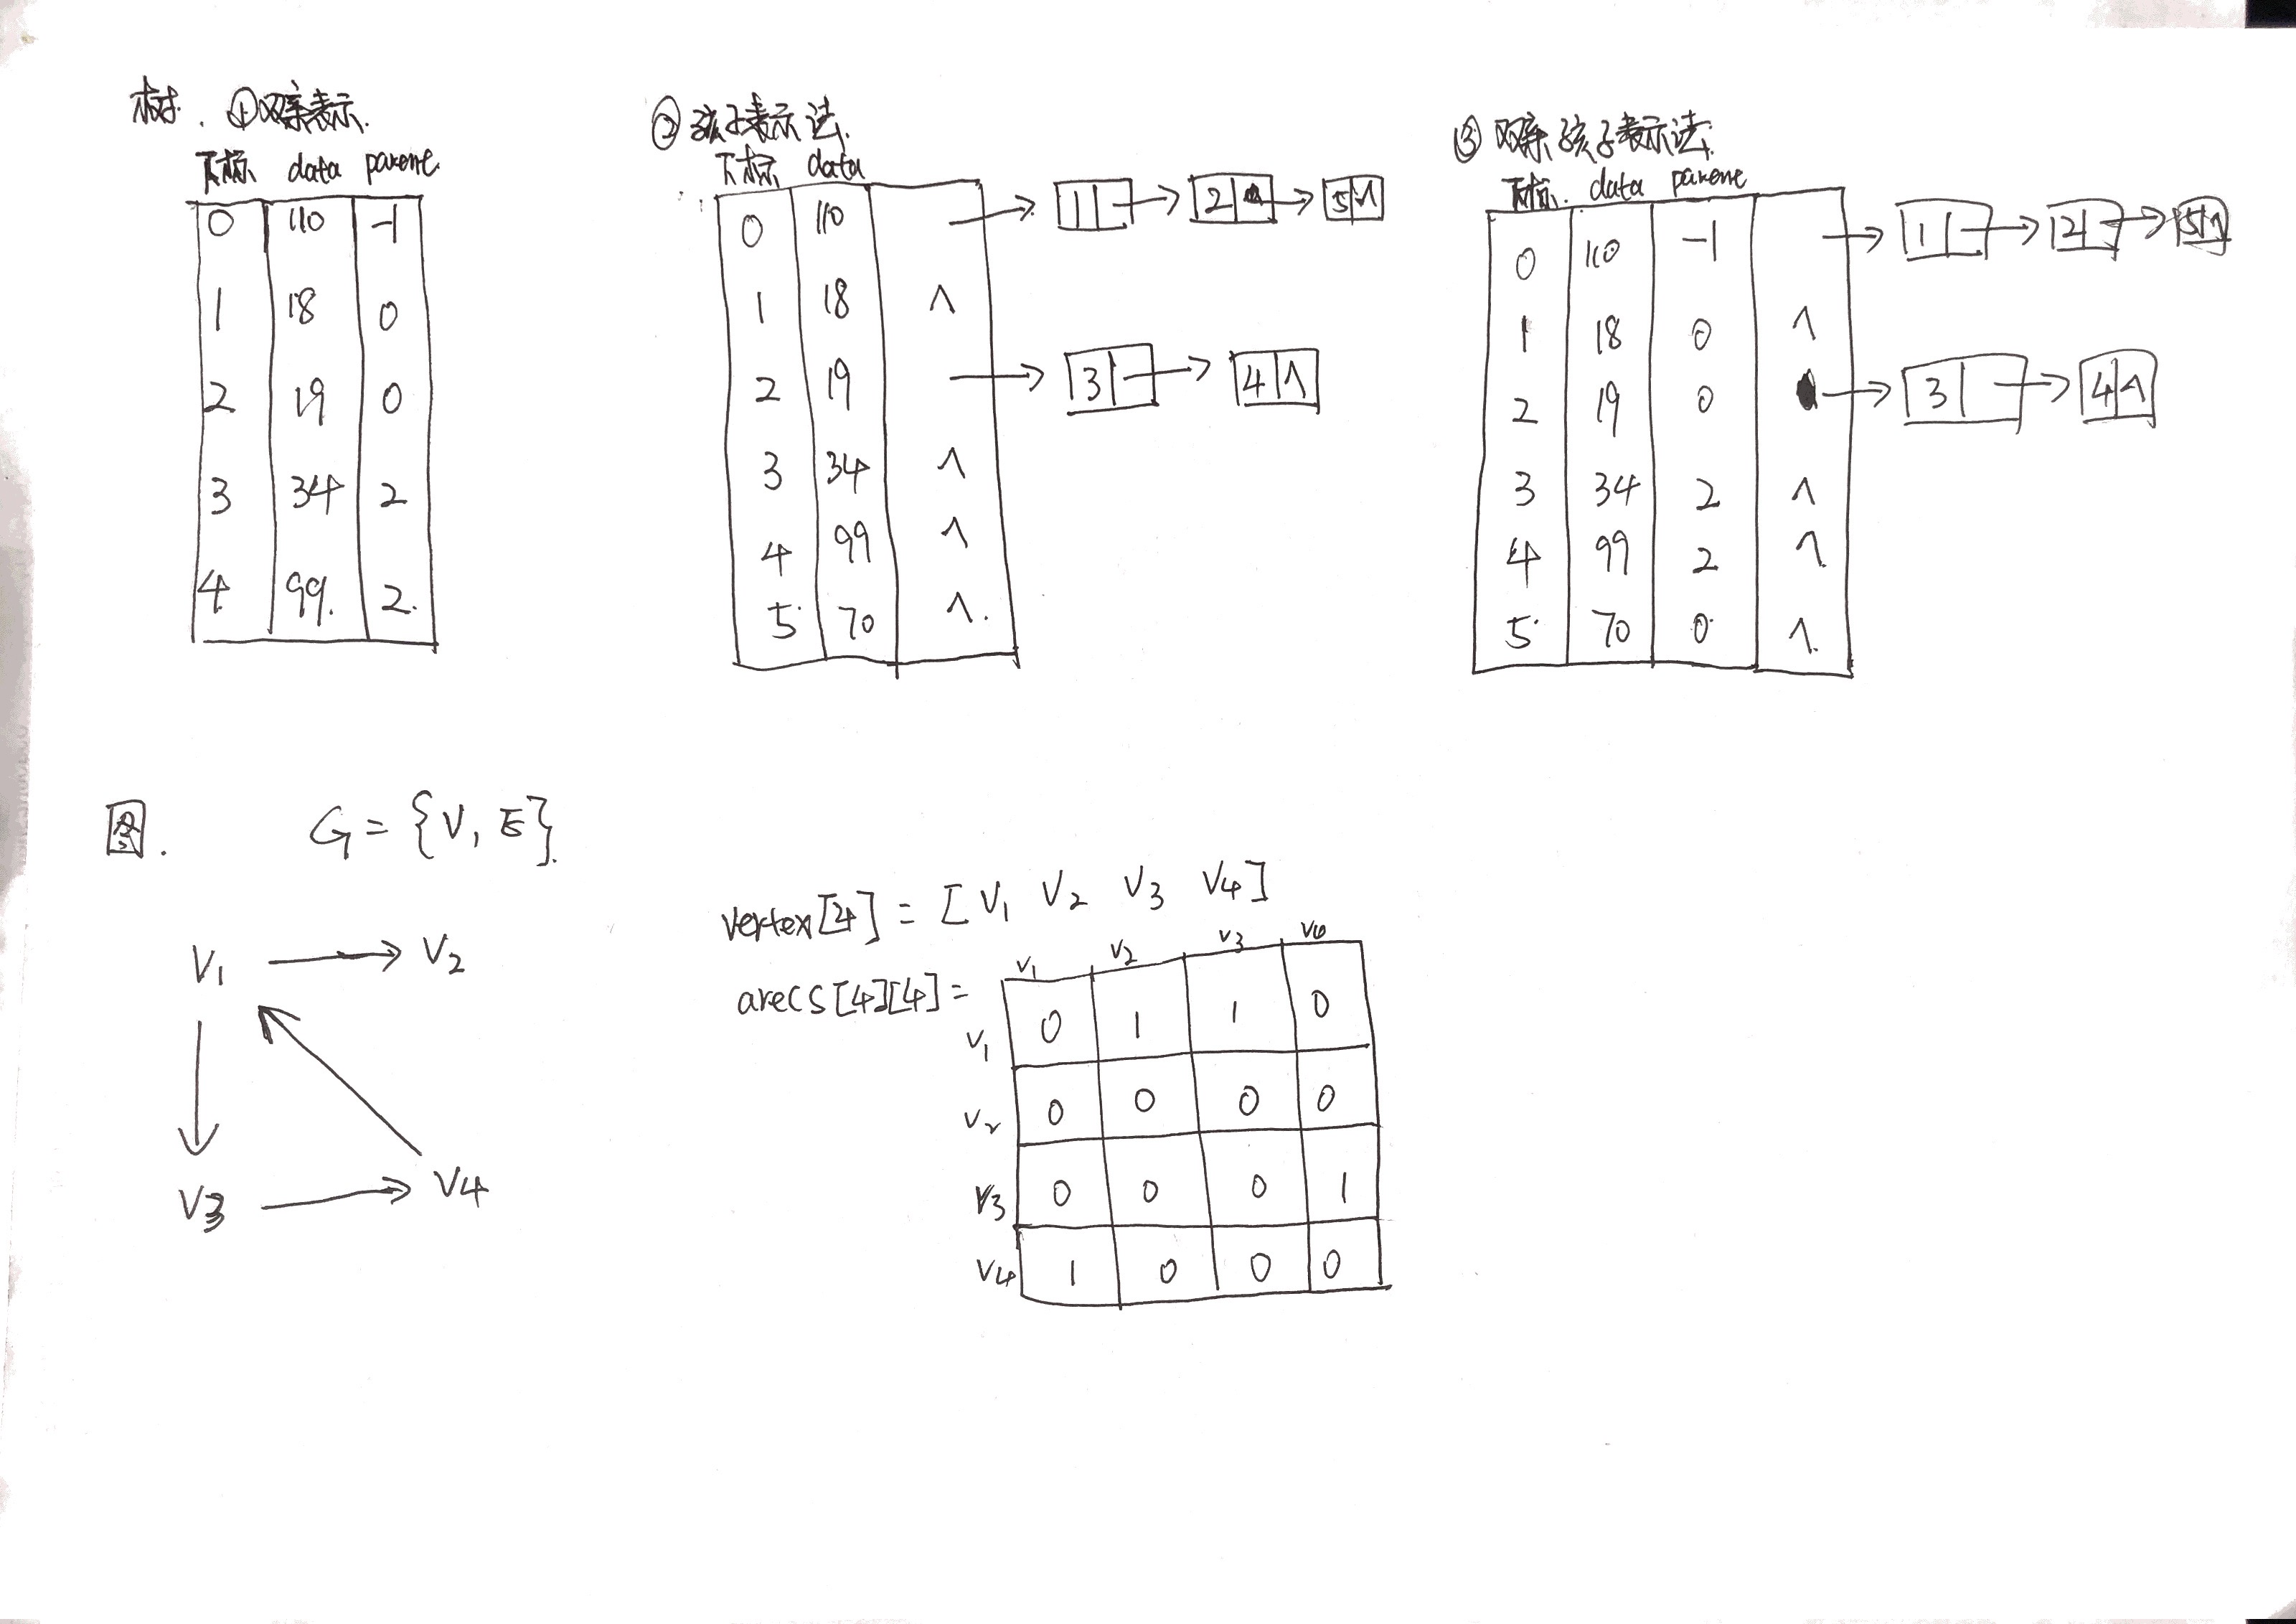 树. ①双亲表示.
下标 data parent.
0 110 -1
1 18 0
2 19 0
3 34 2
4 99. 2.
②孩子表示法.
下标 data
0 110 → 1 → 2 → 5 ∧
1 18 ∧
2 19 → 3 → 4 ∧
3 34 ∧
4 99 ∧
5 70 ∧.
③双亲孩子表示法.
下标. data parent
0 110 -1 → 1 → 2 → 5 ∧
1 18 0 ∧
2 19 0 → 3 → 4 ∧
3 34 2 ∧
4 99 2 ∧.
5 70 0 ∧.
图. G = {V, E}.
V1 → V2
V3 → V4
vertex[4] = [V1 V2 V3 V4]
arecs[4][4] =
V1 V2 V3
V1 0 1 1 0
V2 0 0 0 0
V3 0 0 0 1
V4 1 0 0 0